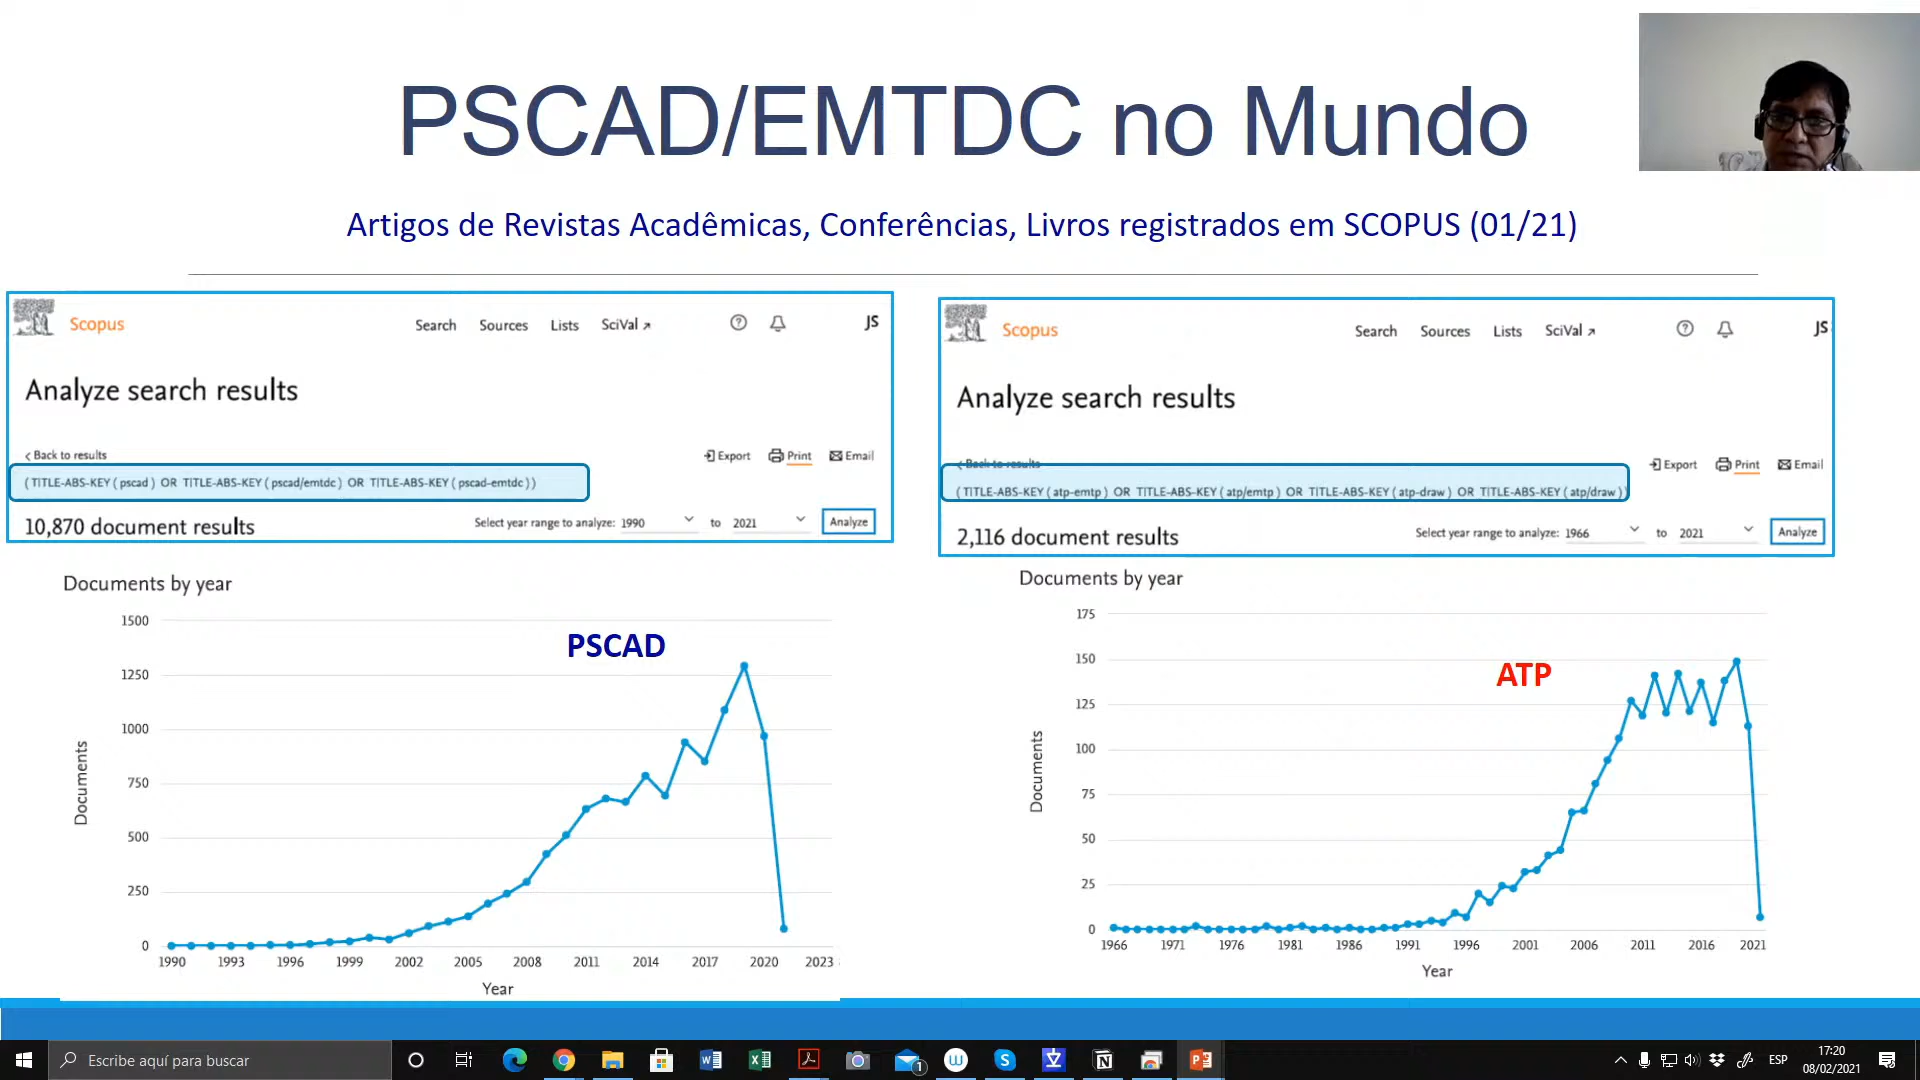 PSCAD/EMTDC no Mundo
Artigos de Revistas Acadêmicas, Conferências, Livros registrados em SCOPUS (01/21)
Scopus
Search Sources Lists SciVal ↗ JS
Analyze search results
< Back to results
Export Print Email
( TITLE-ABS-KEY ( pscad ) OR TITLE-ABS-KEY ( pscad/emtdc ) OR TITLE-ABS-KEY ( pscad-emtdc ) )
10,870 document results
Select year range to analyze: 1990 to 2021 Analyze
Documents by year
PSCAD
1500
1250
1000
750
500
250
0
Documents
1990 1993 1996 1999 2002 2005 2008 2011 2014 2017 2020 2023
Year
Scopus
Search Sources Lists SciVal ↗ JS
Analyze search results
< Back to results
Export Print Email
( TITLE-ABS-KEY ( atp-emtp ) OR TITLE-ABS-KEY ( atp/emtp ) OR TITLE-ABS-KEY ( atp-draw ) OR TITLE-ABS-KEY ( atp/draw ) )
2,116 document results
Select year range to analyze: 1966 to 2021 Analyze
Documents by year
ATP
175
150
125
100
75
50
25
0
Documents
1966 1971 1976 1981 1986 1991 1996 2001 2006 2011 2016 2021
Year
Escribe aquí para buscar
1
ESP
17:20
08/02/2021